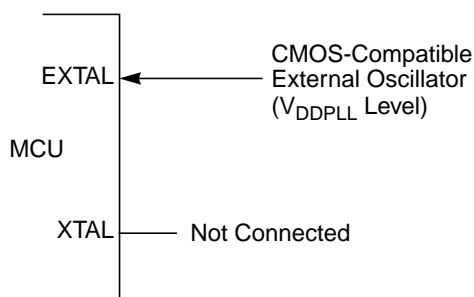 CMOS-Compatible
EXTAL External Oscillator
(VDDPLL Level)
MCU
XTAL Not Connected